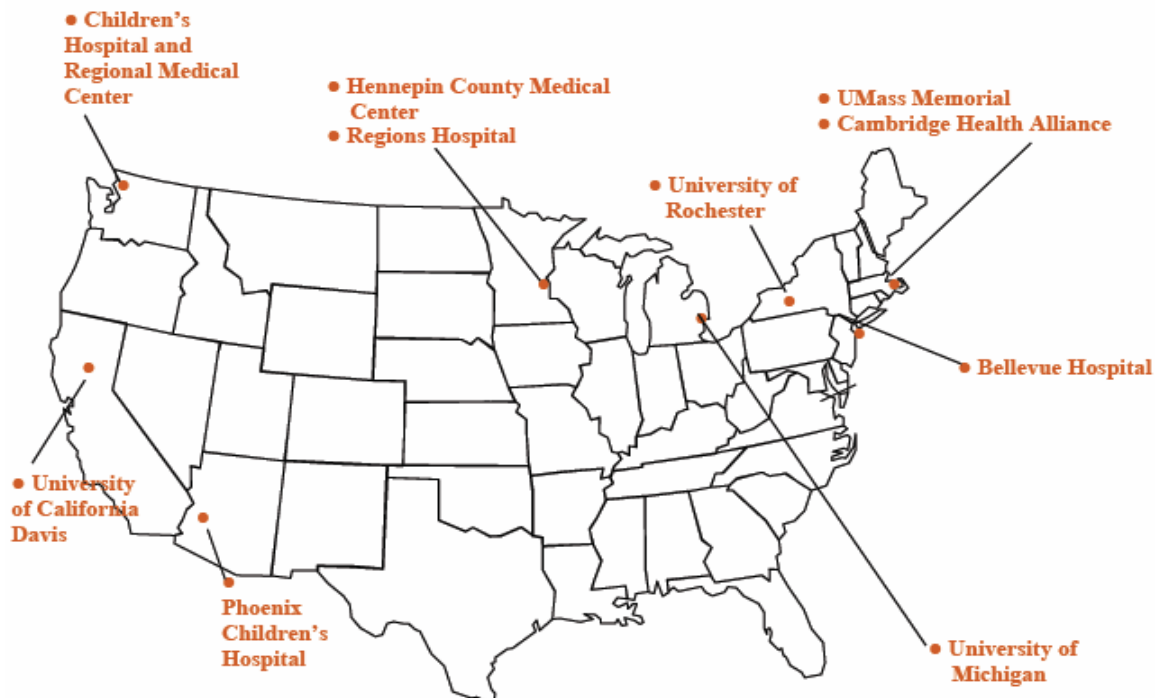 ● Children's
Hospital and
Regional Medical
Center
● Hennepin County Medical
Center
● Regions Hospital
● UMass Memorial
● Cambridge Health Alliance
● University of
Rochester
● Bellevue Hospital
● University
of California
Davis
Phoenix
Children's
Hospital
● University of
Michigan